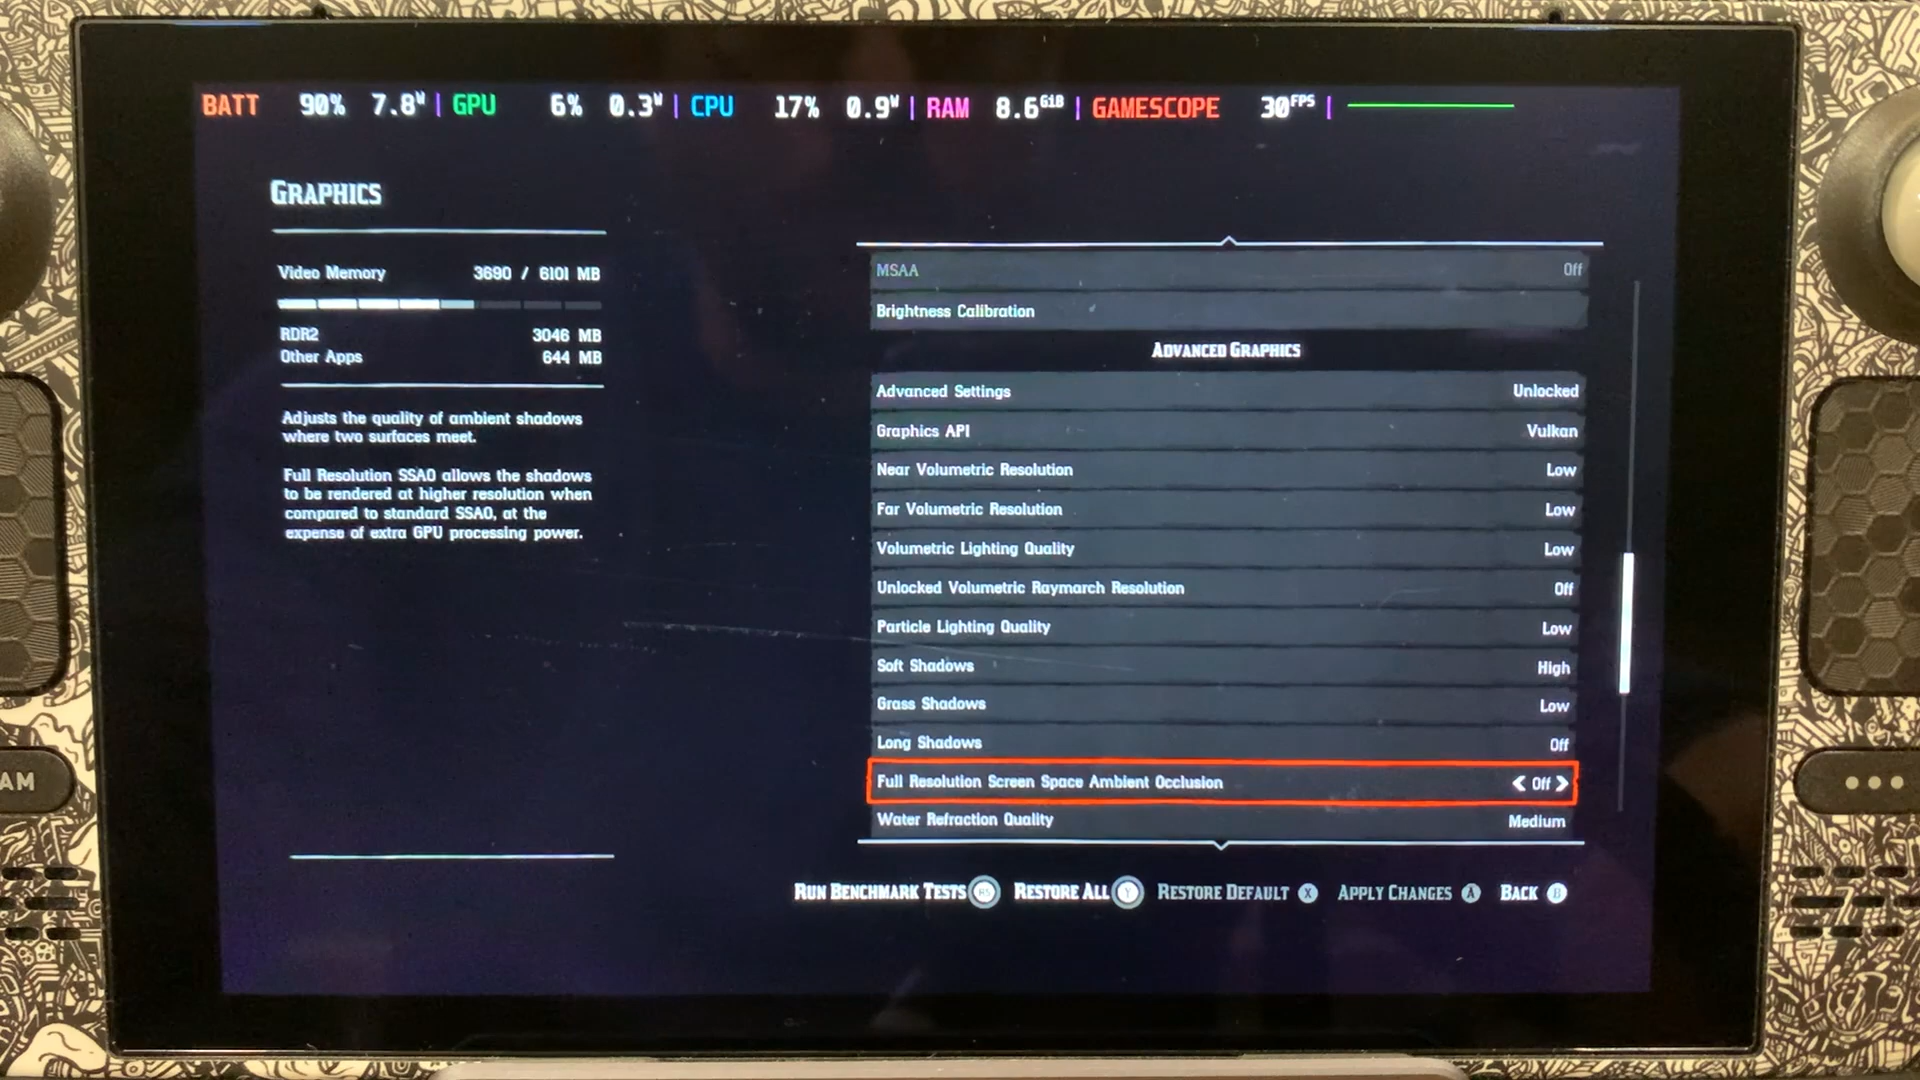 BATT 90% 7.8W | GPU 6% 0.3W | CPU 17% 0.9W | RAM 8.6GiB | GAMESCOPE 30FPS |
GRAPHICS
Video Memory 3690 / 6101 MB
RDR2 3046 MB
Other Apps 644 MB
Adjusts the quality of ambient shadows
where two surfaces meet.
Full Resolution SSAO allows the shadows
to be rendered at higher resolution when
compared to standard SSAO, at the
expense of extra GPU processing power.
MSAA Off
Brightness Calibration
ADVANCED GRAPHICS
Advanced Settings Unlocked
Graphics API Vulkan
Near Volumetric Resolution Low
Far Volumetric Resolution Low
Volumetric Lighting Quality Low
Unlocked Volumetric Raymarch Resolution Off
Particle Lighting Quality Low
Soft Shadows High
Grass Shadows Low
Long Shadows Off
Full Resolution Screen Space Ambient Occlusion Off
Water Refraction Quality Medium
RUN BENCHMARK TESTS RS RESTORE ALL Y RESTORE DEFAULT X APPLY CHANGES A BACK B
AM